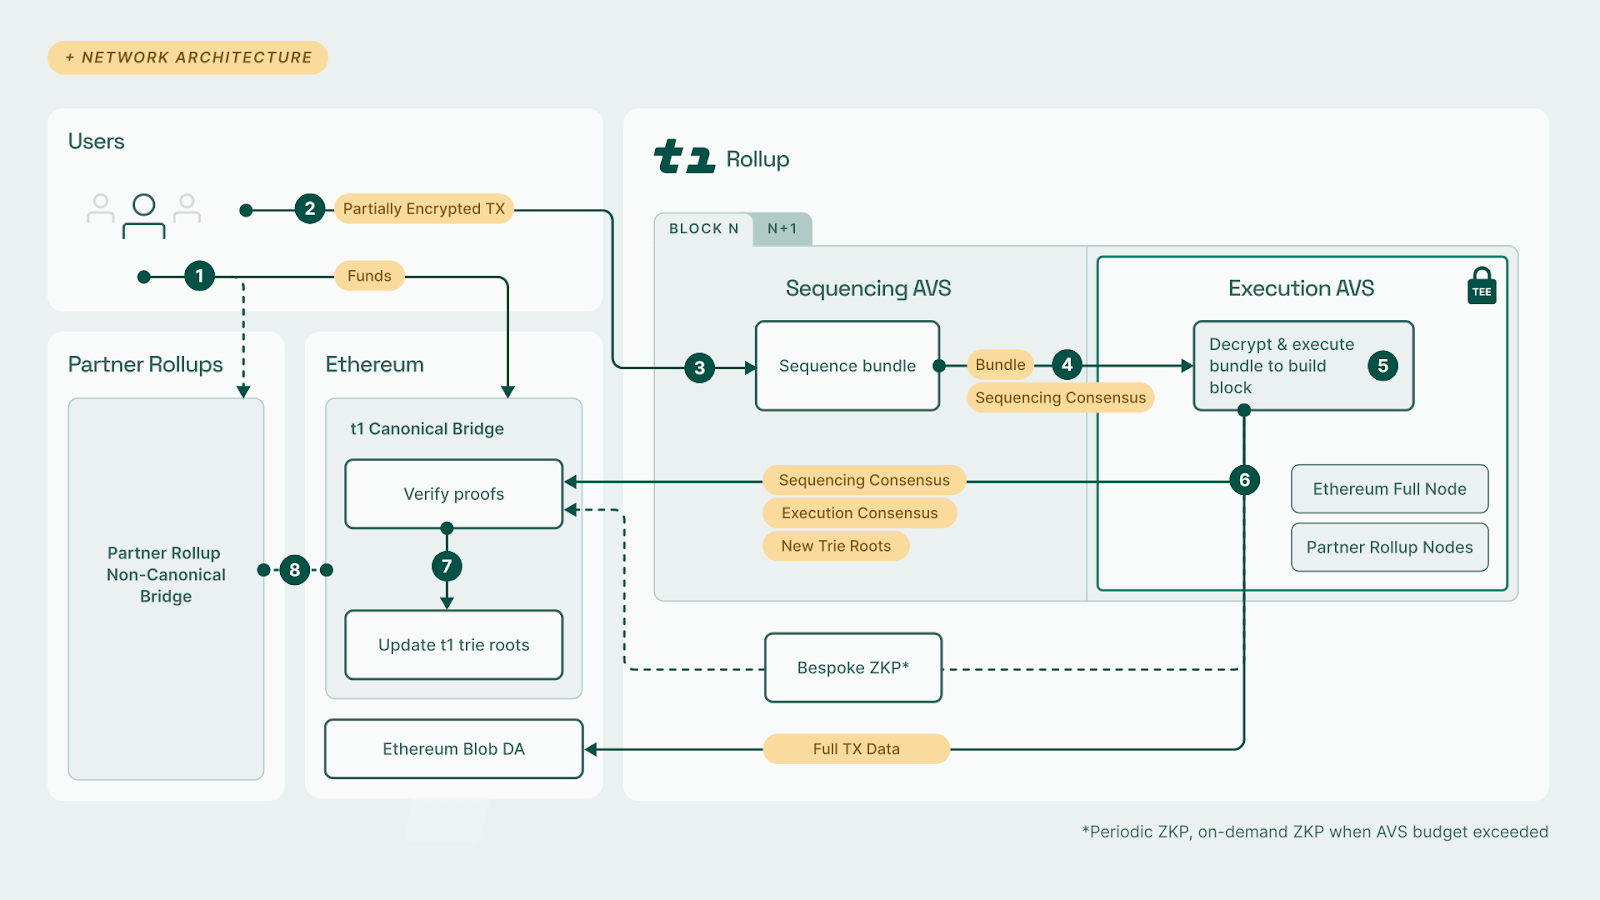 + NETWORK ARCHITECTURE
Users
2
Partially Encrypted TX
1
Funds
Partner Rollups
Partner Rollup
Non-Canonical
Bridge
8
Ethereum
t1 Canonical Bridge
Verify proofs
7
Update t1 trie roots
Ethereum Blob DA
t1 Rollup
BLOCK N
N+1
Sequencing AVS
3
Sequence bundle
Bundle
4
Sequencing Consensus
Execution AVS
TEE
Decrypt & execute
bundle to build
block
5
Sequencing Consensus
Execution Consensus
New Trie Roots
6
Ethereum Full Node
Partner Rollup Nodes
Bespoke ZKP*
Full TX Data
*Periodic ZKP, on-demand ZKP when AVS budget exceeded